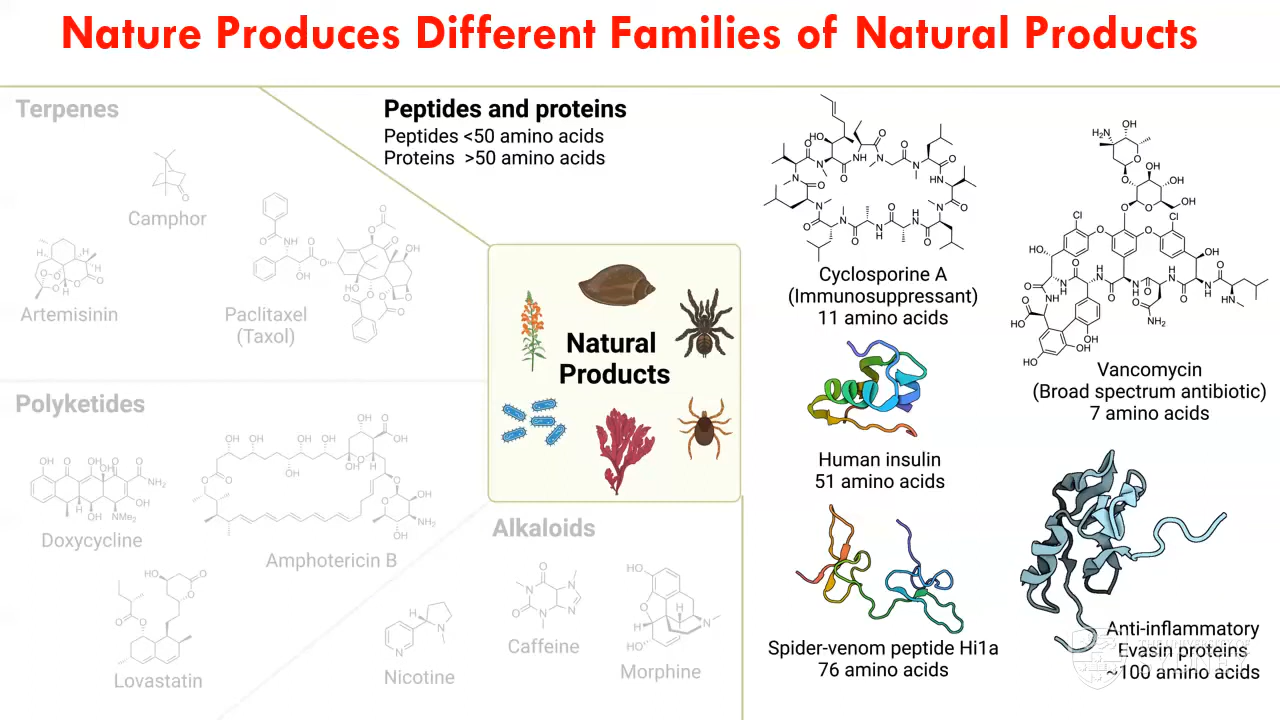 Nature Produces Different Families of Natural Products
Terpenes
Camphor
Artemisinin
Paclitaxel
(Taxol)
Polyketides
Doxycycline
Amphotericin B
Lovastatin
Peptides and proteins
Peptides <50 amino acids
Proteins >50 amino acids
Natural
Products
Alkaloids
Nicotine
Caffeine
Morphine
Cyclosporine A
(Immunosuppressant)
11 amino acids
Vancomycin
(Broad spectrum antibiotic)
7 amino acids
Human insulin
51 amino acids
Spider-venom peptide Hi1a
76 amino acids
Anti-inflammatory
Evasin proteins
~100 amino acids